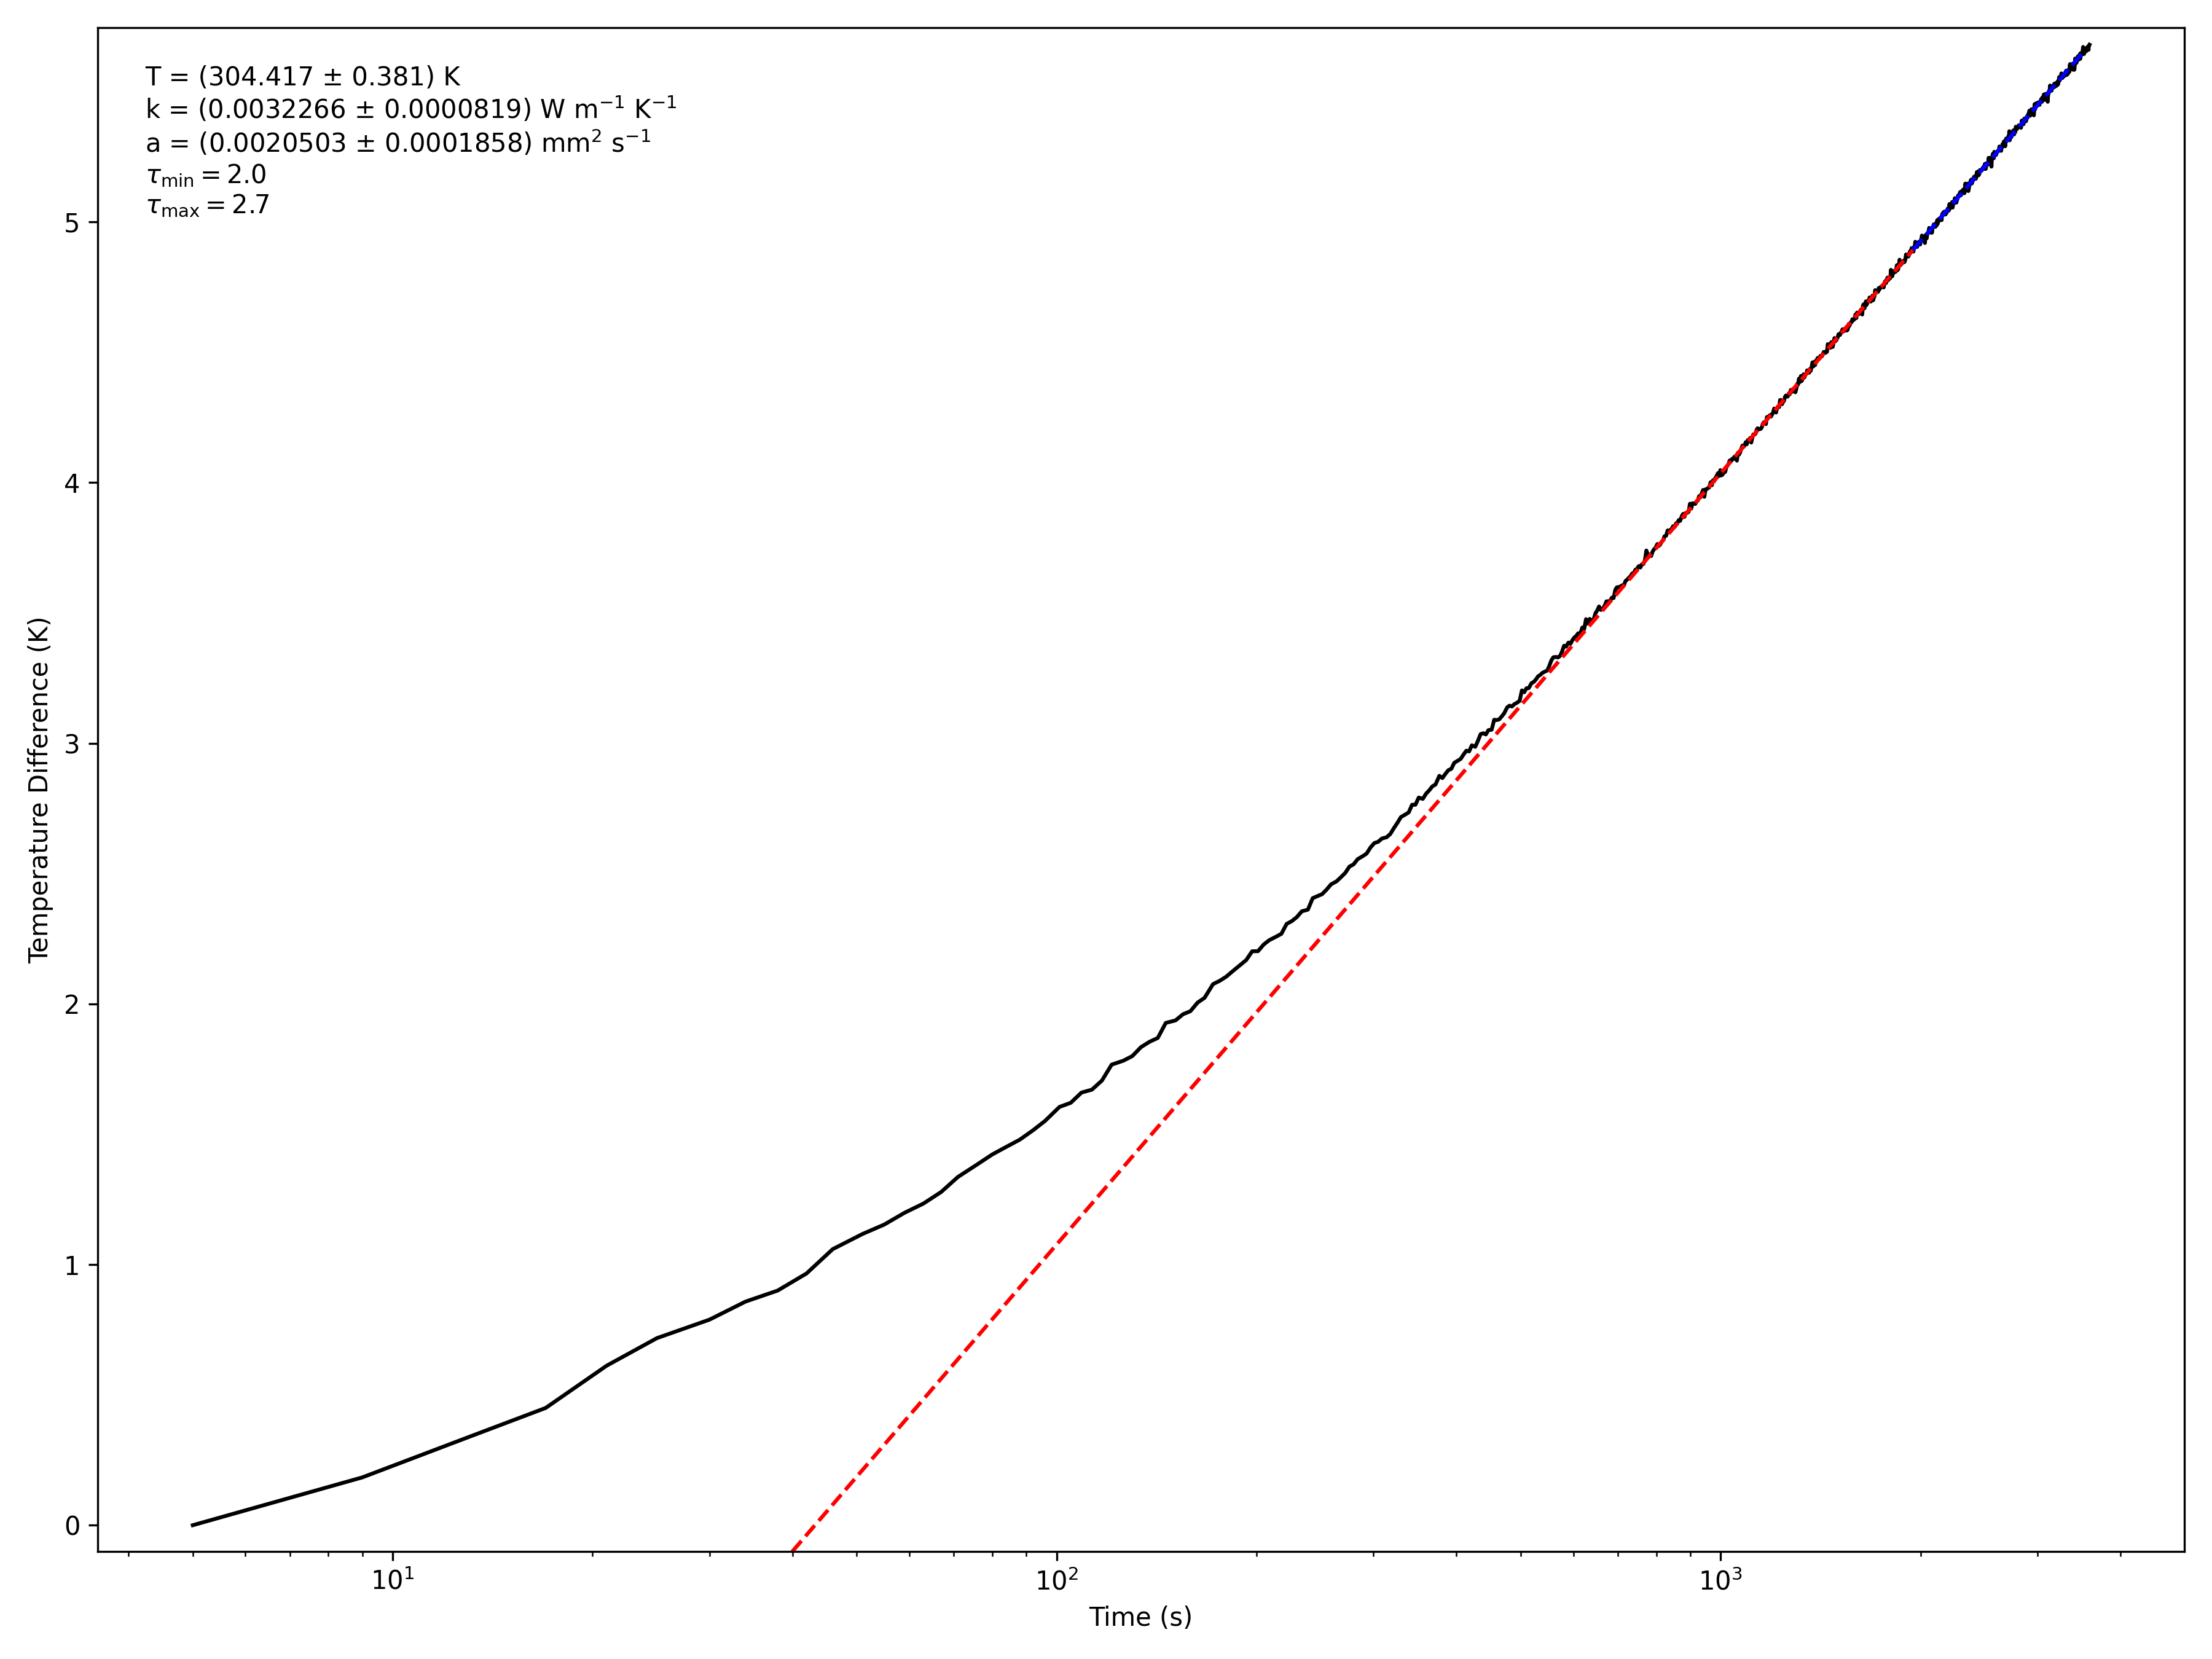 T = (304.417 ± 0.381) K
k = (0.0032266 ± 0.0000819) W m⁻¹ K⁻¹
a = (0.0020503 ± 0.0001858) mm² s⁻¹
τmin = 2.0
τmax = 2.7
5
4
3
2
1
0
Temperature Difference (K)
10¹ 10² 10³
Time (s)